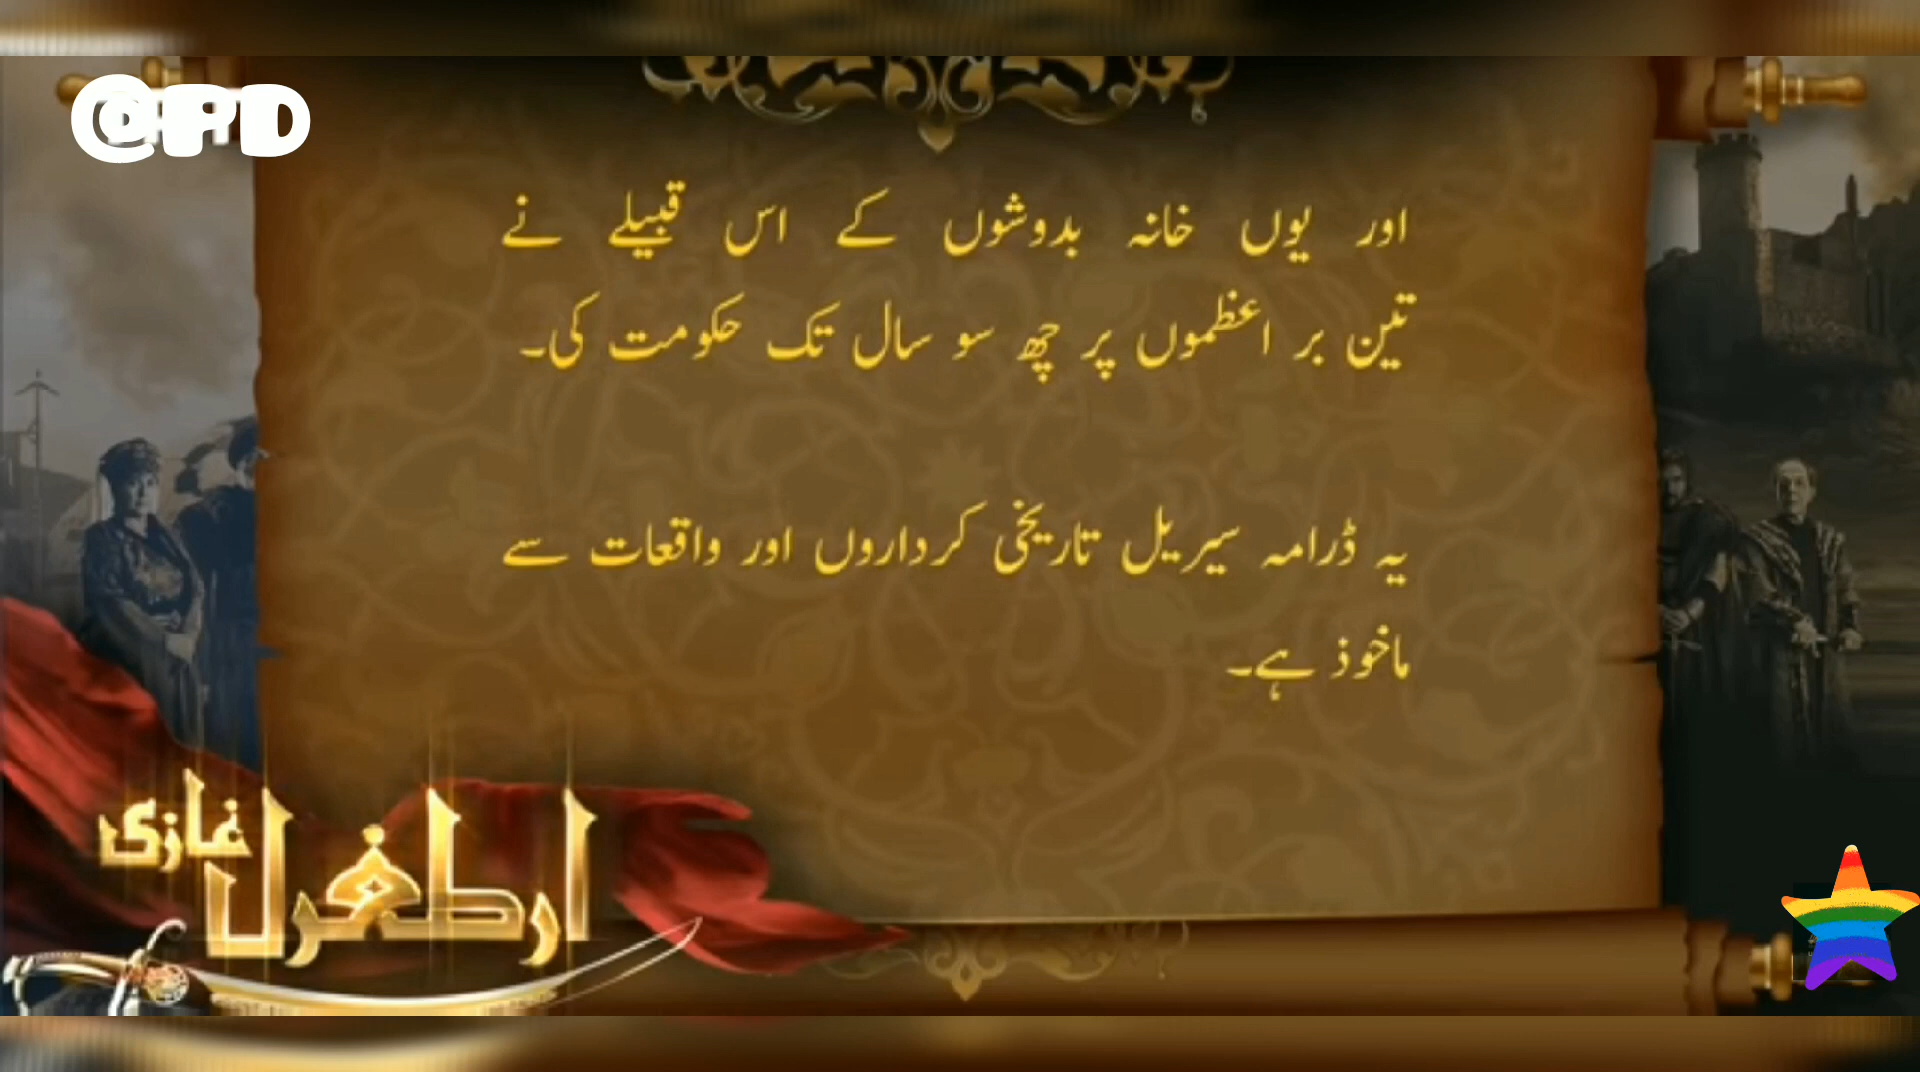 @PD
اور یوں خانہ بدوشوں کے اس قبیلے نے
تین بر اعظموں پر چھ سو سال تک حکومت کی۔
یہ ڈرامہ سیریل تاریخی کرداروں اور واقعات سے
ماخوذ ہے۔
ارطغرل غازی